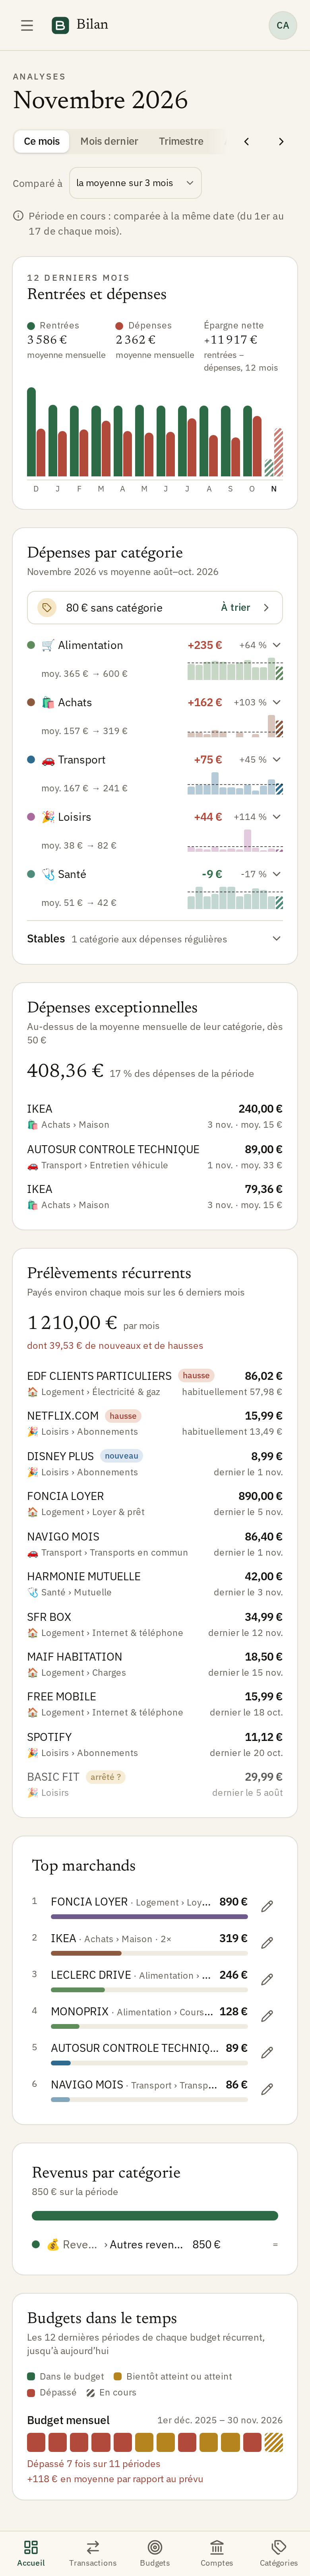 Bilan
CA
ANALYSES
Novembre 2026
Ce mois Mois dernier Trimestre
Comparé à la moyenne sur 3 mois
Période en cours : comparée à la même date (du 1er au
17 de chaque mois).
12 DERNIERS MOIS
Rentrées et dépenses
Rentrées Dépenses Épargne nette
3 586 € 2 362 € +11 917 €
moyenne mensuelle moyenne mensuelle rentrées −
dépenses, 12 mois
D J F M A M J J A S O N
Dépenses par catégorie
Novembre 2026 vs moyenne août–oct. 2026
80 € sans catégorie À trier
🛒 Alimentation +235 € +64 %
moy. 365 € → 600 €
🛍️ Achats +162 € +103 %
moy. 157 € → 319 €
🚗 Transport +75 € +45 %
moy. 167 € → 241 €
🎉 Loisirs +44 € +114 %
moy. 38 € → 82 €
🩺 Santé -9 € -17 %
moy. 51 € → 42 €
Stables 1 catégorie aux dépenses régulières
Dépenses exceptionnelles
Au-dessus de la moyenne mensuelle de leur catégorie, dès
50 €
408,36 € 17 % des dépenses de la période
IKEA 240,00 €
🛍️ Achats › Maison 3 nov. · moy. 15 €
AUTOSUR CONTROLE TECHNIQUE 89,00 €
🚗 Transport › Entretien véhicule 1 nov. · moy. 33 €
IKEA 79,36 €
🛍️ Achats › Maison 3 nov. · moy. 15 €
Prélèvements récurrents
Payés environ chaque mois sur les 6 derniers mois
1 210,00 € par mois
dont 39,53 € de nouveaux et de hausses
EDF CLIENTS PARTICULIERS hausse 86,02 €
🏠 Logement › Électricité & gaz habituellement 57,98 €
NETFLIX.COM hausse 15,99 €
🎉 Loisirs › Abonnements habituellement 13,49 €
DISNEY PLUS nouveau 8,99 €
🎉 Loisirs › Abonnements dernier le 1 nov.
FONCIA LOYER 890,00 €
🏠 Logement › Loyer & prêt dernier le 5 nov.
NAVIGO MOIS 86,40 €
🚗 Transport › Transports en commun dernier le 1 nov.
HARMONIE MUTUELLE 42,00 €
🩺 Santé › Mutuelle dernier le 3 nov.
SFR BOX 34,99 €
🏠 Logement › Internet & téléphone dernier le 12 nov.
MAIF HABITATION 18,50 €
🏠 Logement › Charges dernier le 15 nov.
FREE MOBILE 15,99 €
🏠 Logement › Internet & téléphone dernier le 18 oct.
SPOTIFY 11,12 €
🎉 Loisirs › Abonnements dernier le 20 oct.
BASIC FIT arrêté ? 29,99 €
🎉 Loisirs dernier le 5 août
Top marchands
1 FONCIA LOYER · Logement › Loy… 890 €
2 IKEA · Achats › Maison · 2× 319 €
3 LECLERC DRIVE · Alimentation › … 246 €
4 MONOPRIX · Alimentation › Cours… 128 €
5 AUTOSUR CONTROLE TECHNIQ… 89 €
6 NAVIGO MOIS · Transport › Transp… 86 €
Revenus par catégorie
850 € sur la période
💰 Reve… › Autres reven… 850 € =
Budgets dans le temps
Les 12 dernières périodes de chaque budget récurrent,
jusqu’à aujourd’hui
Dans le budget Bientôt atteint ou atteint
Dépassé En cours
Budget mensuel 1er déc. 2025 – 30 nov. 2026
Dépassé 7 fois sur 11 périodes
+118 € en moyenne par rapport au prévu
Accueil Transactions Budgets Comptes Catégories